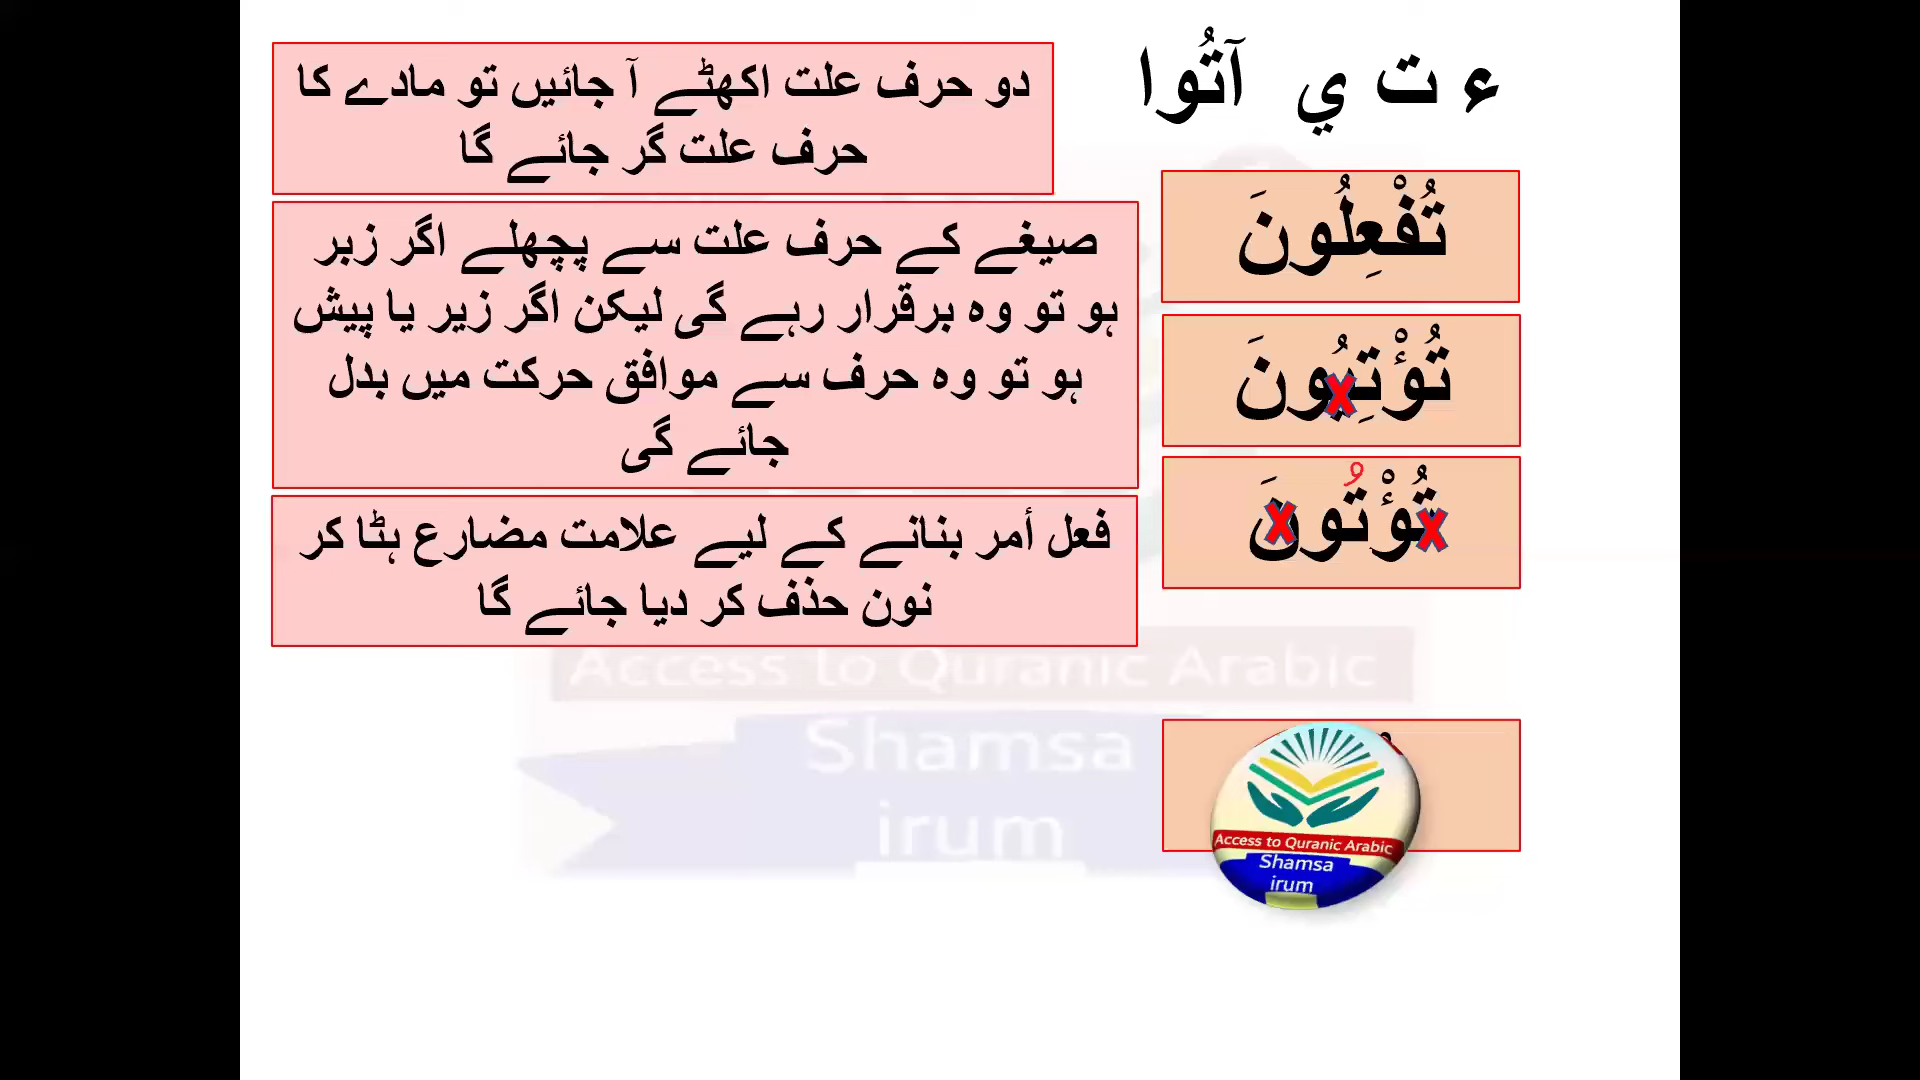 ء ت ي آتُوا
دو حرف علت اکھٹے آ جائیں تو مادے کا
حرف علت گر جائے گا
تُفْعِلُونَ
صیغے کے حرف علت سے پچھلے اگر زبر
ہو تو وہ برقرار رہے گی لیکن اگر زیر یا پیش
ہو تو وہ حرف سے موافق حرکت میں بدل
جائے گی
تُؤْتِيُونَ
تُؤْتُونَ
فعل أمر بنانے کے لیے علامت مضارع ہٹا کر
نون حذف کر دیا جائے گا
Access to Quranic Arabic
Shamsa
irum
Access to Quranic Arabic
Shamsa
irum